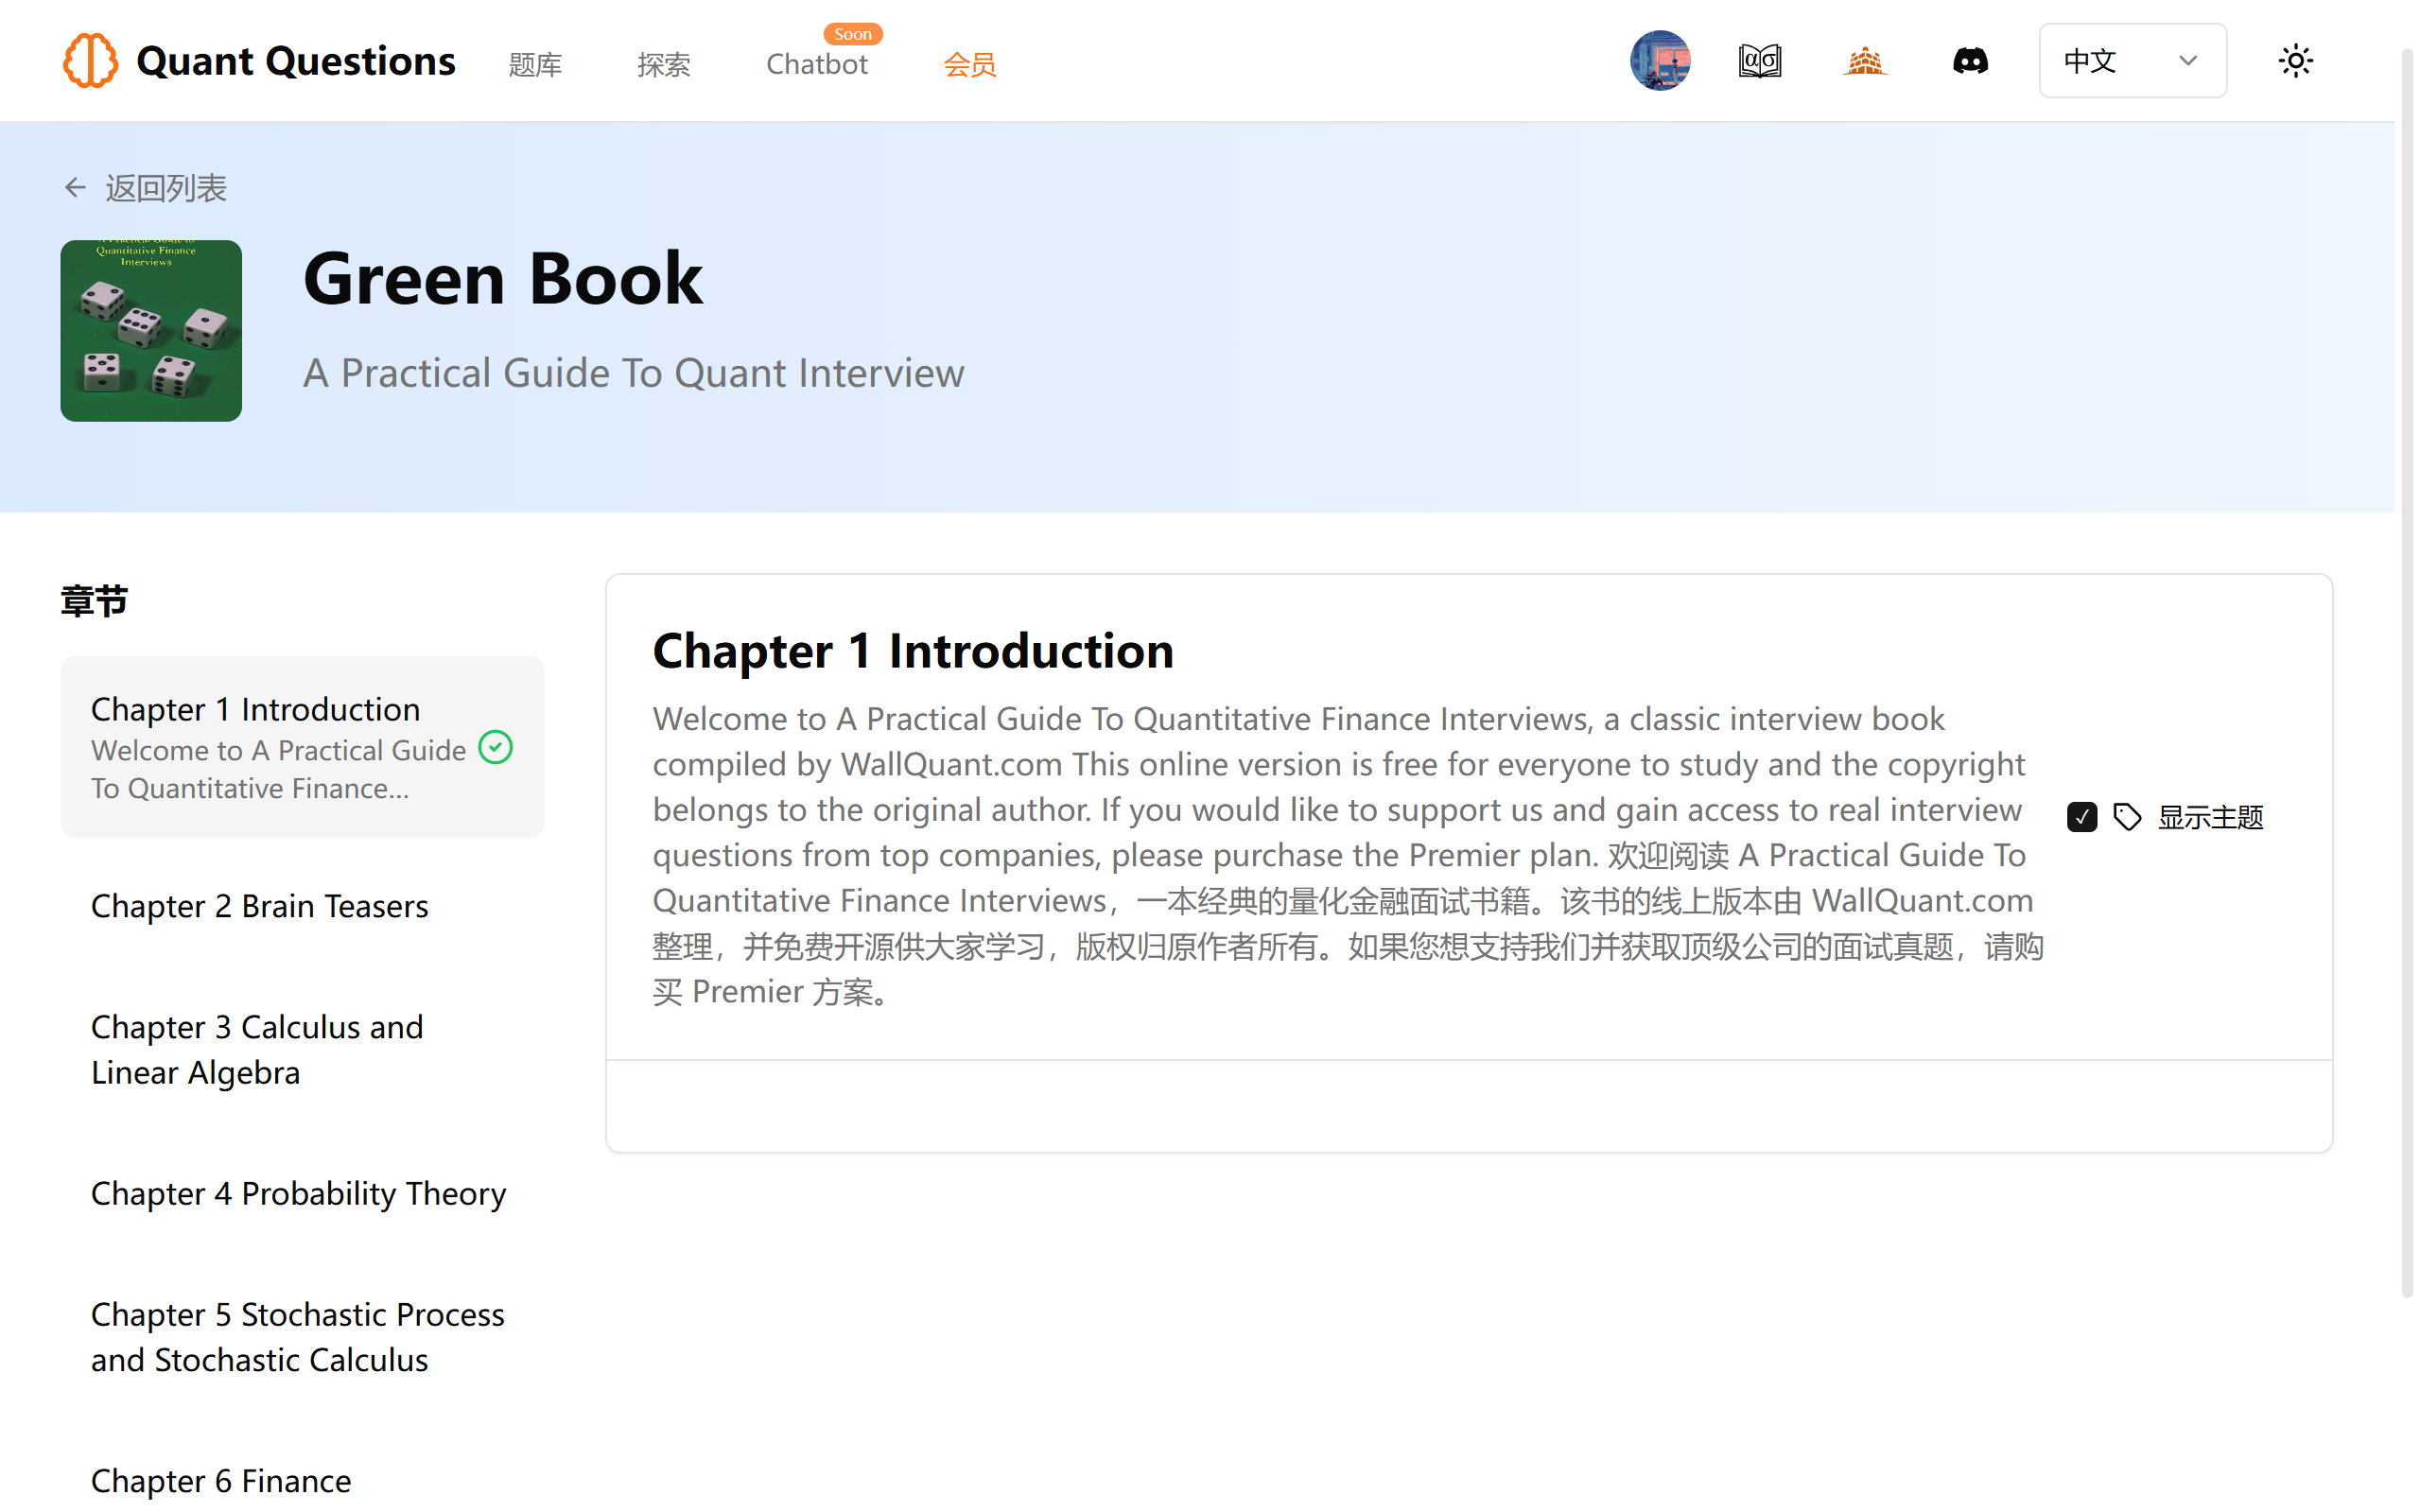 Quant Questions
题库
探索
Chatbot
Soon
会员
ασ
中文
返回列表
A Practical Guide to
Quantitative Finance
Interviews
Green Book
A Practical Guide To Quant Interview
章节
Chapter 1 Introduction
Welcome to A Practical Guide
To Quantitative Finance...
Chapter 2 Brain Teasers
Chapter 3 Calculus and
Linear Algebra
Chapter 4 Probability Theory
Chapter 5 Stochastic Process
and Stochastic Calculus
Chapter 6 Finance
Chapter 1 Introduction
Welcome to A Practical Guide To Quantitative Finance Interviews, a classic interview book
compiled by WallQuant.com This online version is free for everyone to study and the copyright
belongs to the original author. If you would like to support us and gain access to real interview
questions from top companies, please purchase the Premier plan. 欢迎阅读 A Practical Guide To
Quantitative Finance Interviews，一本经典的量化金融面试书籍。该书的线上版本由 WallQuant.com
整理，并免费开源供大家学习，版权归原作者所有。如果您想支持我们并获取顶级公司的面试真题，请购
买 Premier 方案。
显示主题